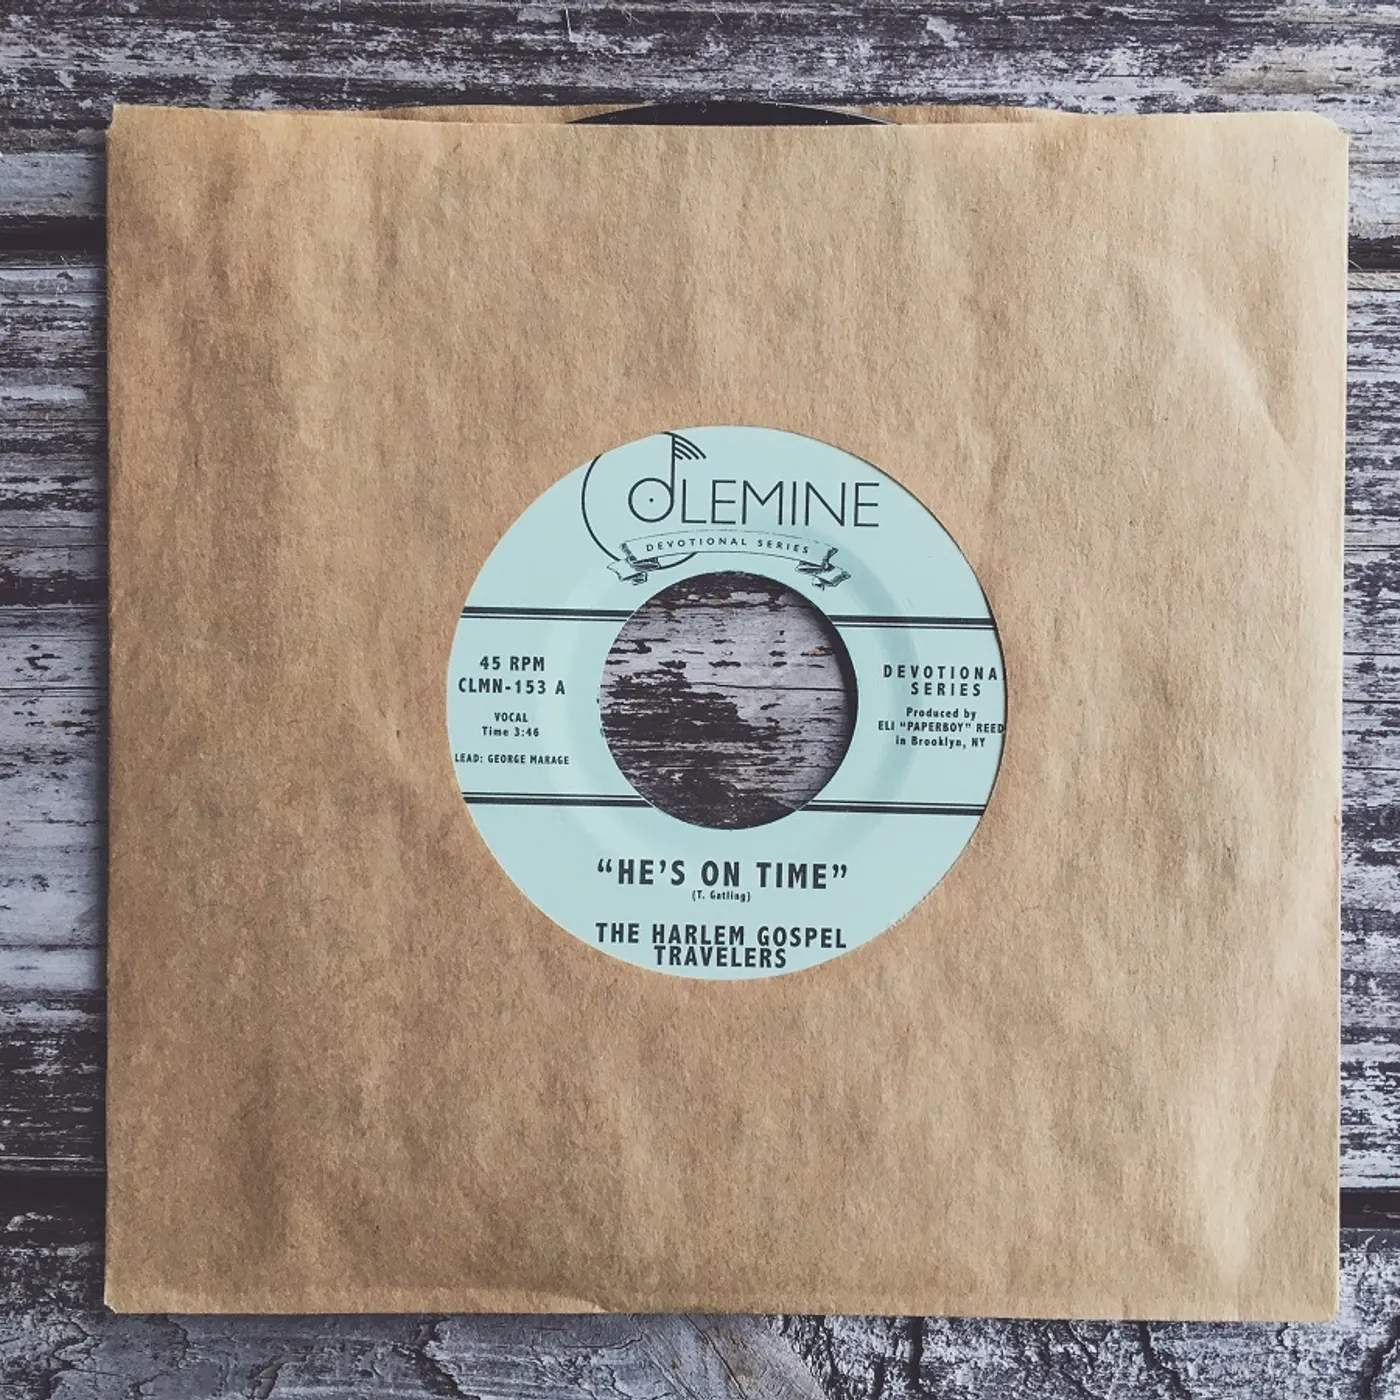 COLEMINE
DEVOTIONAL SERIES
45 RPM
CLMN-153 A
VOCAL
Time 3:46
LEAD: GEORGE MARAGE
DEVOTIONA
SERIES
Produced by
ELI “PAPERBOY” REED
in Brooklyn, NY
“HE’S ON TIME”
(T. Gatling)
THE HARLEM GOSPEL
TRAVELERS